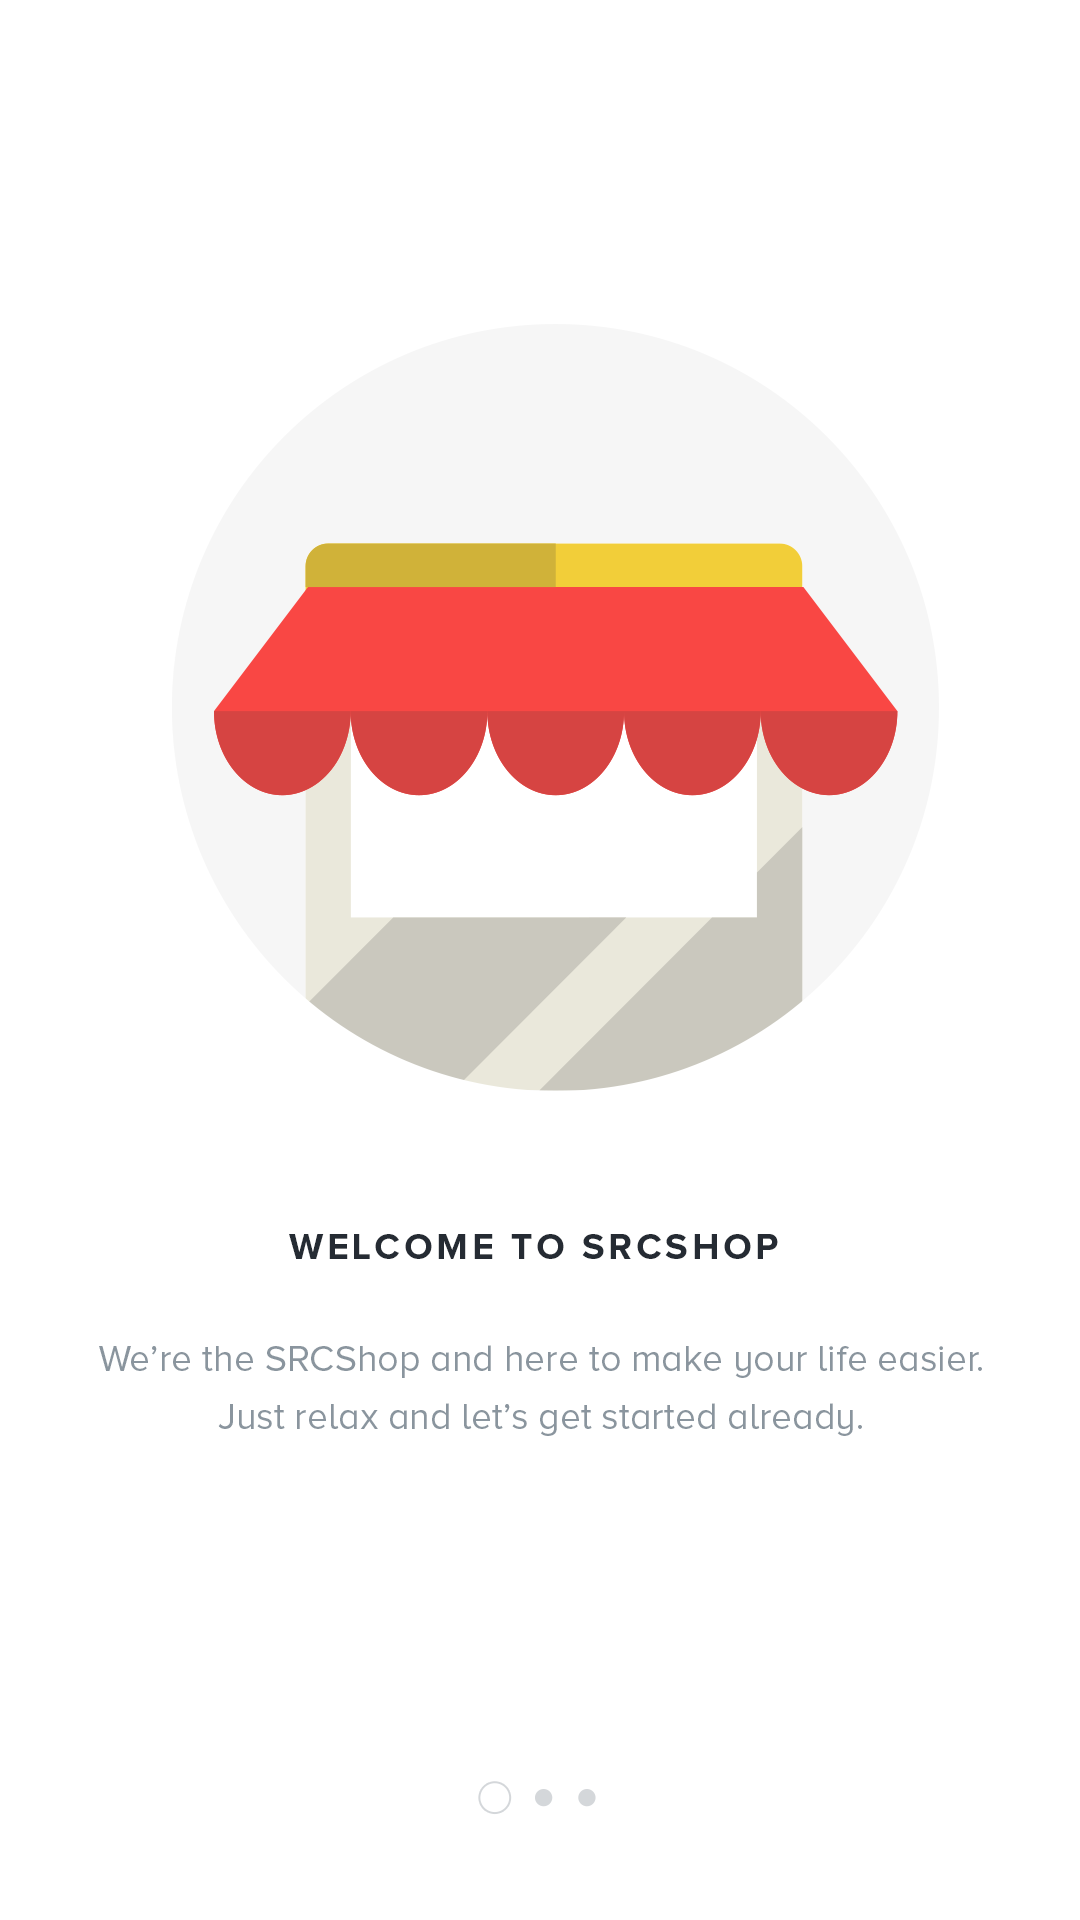 WELCOME TO SRCSHOP
We’re the SRCShop and here to make your life easier.
Just relax and let’s get started already.